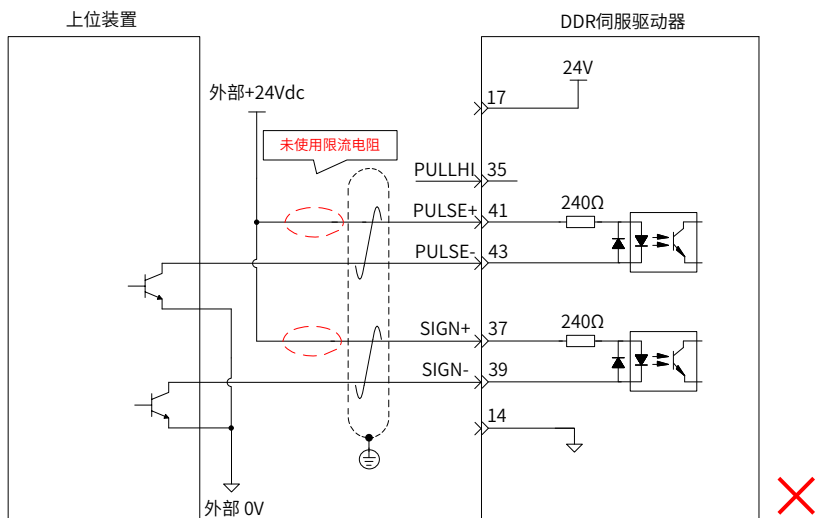 上位装置
DDR伺服驱动器
24V
外部+24Vdc
17
未使用限流电阻
PULLHI 35
PULSE+ 41
240Ω
PULSE- 43
SIGN+ 37
240Ω
SIGN- 39
14
外部 0V